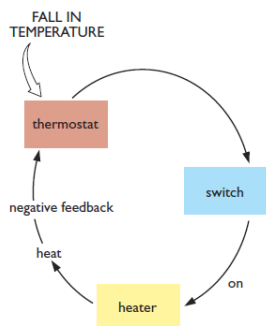 FALL IN
TEMPERATURE
thermostat
switch
on
heater
heat
negative feedback